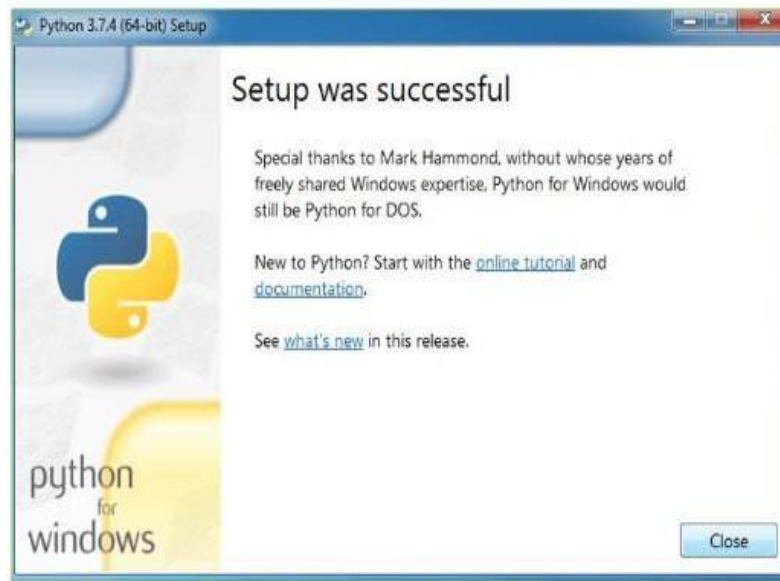 Python 3.7.4 (64-bit) Setup
Setup was successful
Special thanks to Mark Hammond, without whose years of
freely shared Windows expertise, Python for Windows would
still be Python for DOS.
New to Python? Start with the online tutorial and
documentation.
See what's new in this release.
python
for
windows
Close